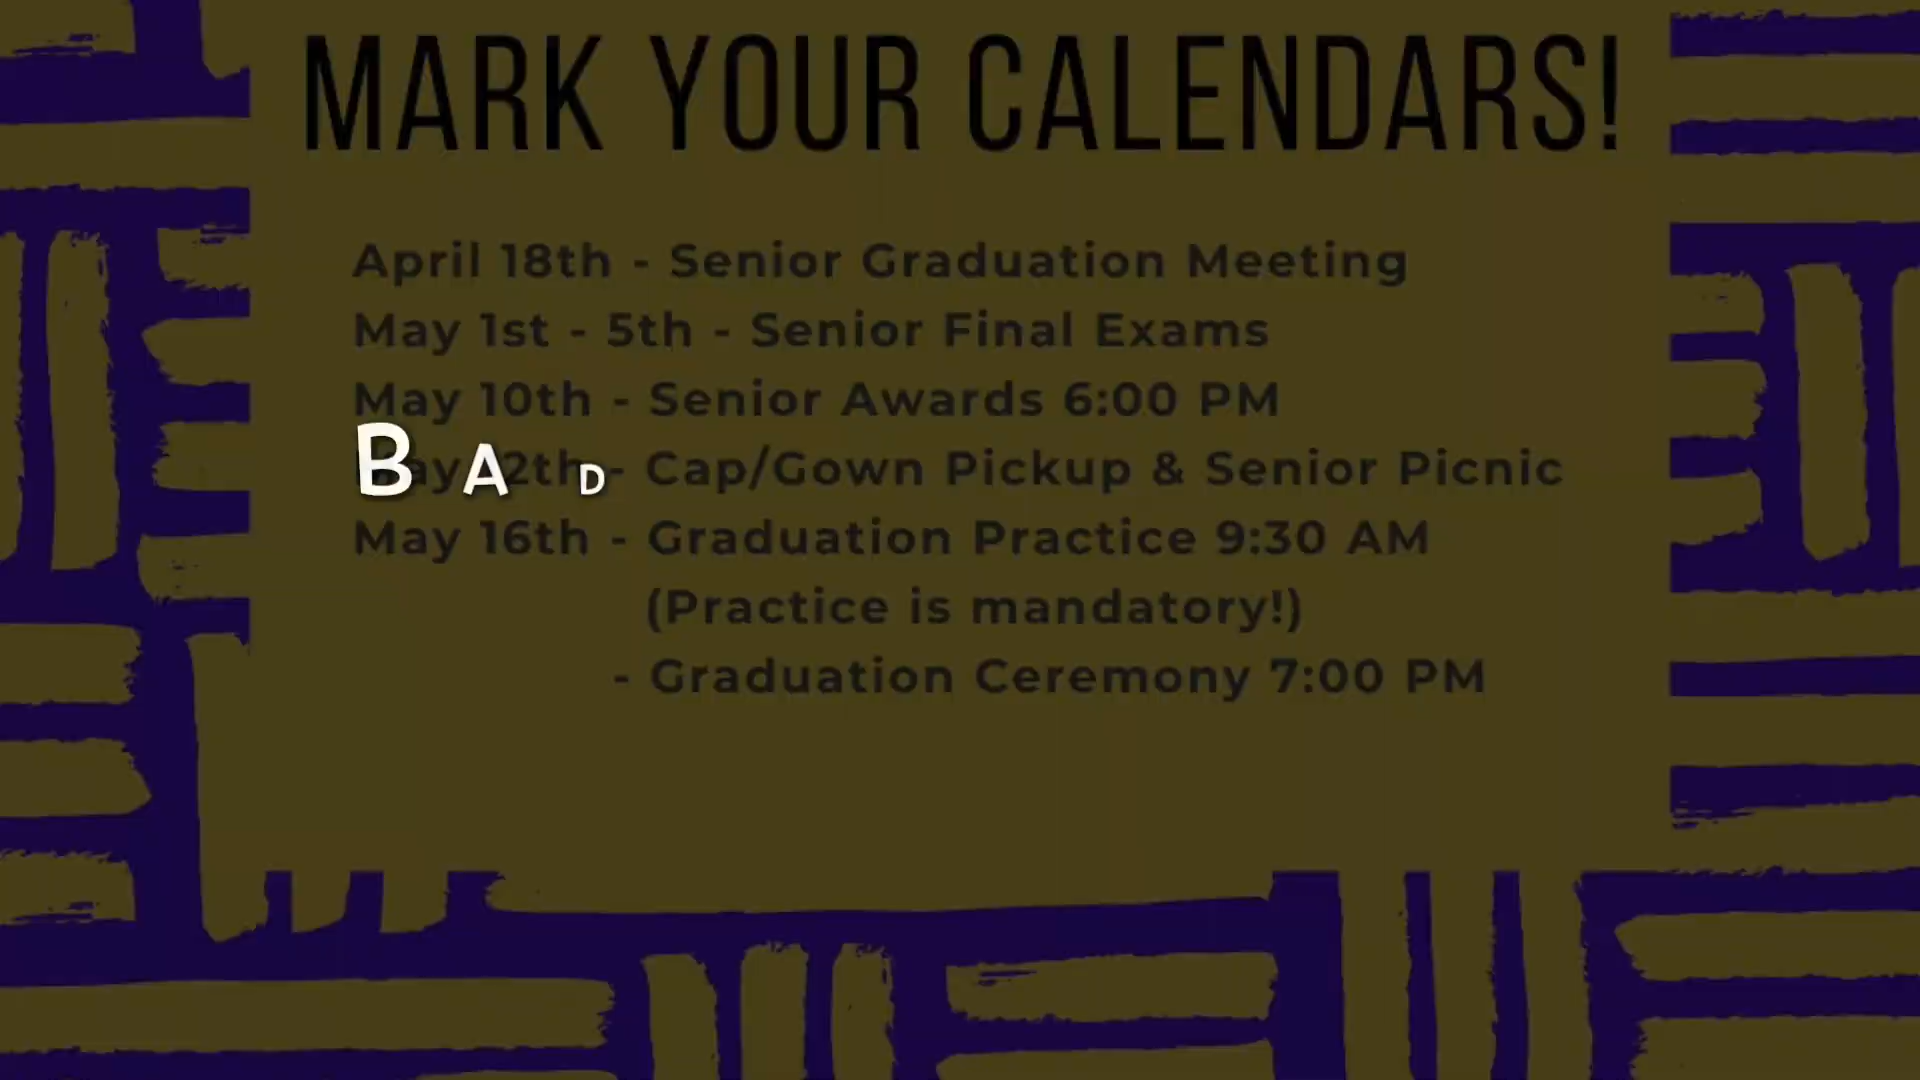 MARK YOUR CALENDARS!
April 18th - Senior Graduation Meeting
May 1st - 5th - Senior Final Exams
May 10th - Senior Awards 6:00 PM
B A D
- Cap/Gown Pickup & Senior Picnic
May 16th - Graduation Practice 9:30 AM
(Practice is mandatory!)
- Graduation Ceremony 7:00 PM